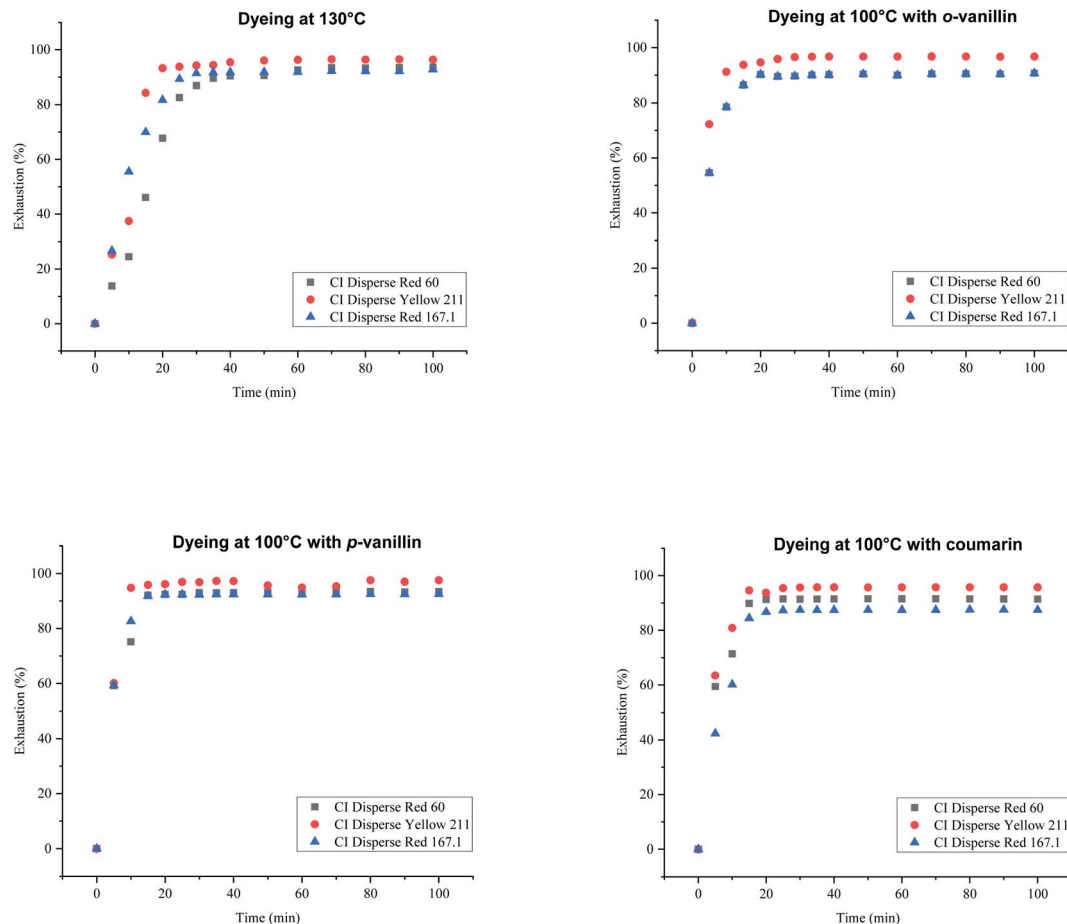 Dyeing at 130°C
100
80
60
40
20
0
Exhaustion (%)
CI Disperse Red 60
CI Disperse Yellow 211
CI Disperse Red 167.1
0 20 40 60 80 100
Time (min)
Dyeing at 100°C with o-vanillin
100
80
60
40
20
0
Exhaustion (%)
CI Disperse Red 60
CI Disperse Yellow 211
CI Disperse Red 167.1
0 20 40 60 80 100
Time (min)
Dyeing at 100°C with p-vanillin
100
80
60
40
20
0
Exhaustion (%)
CI Disperse Red 60
CI Disperse Yellow 211
CI Disperse Red 167.1
0 20 40 60 80 100
Time (min)
Dyeing at 100°C with coumarin
100
80
60
40
20
0
Exhaustion (%)
CI Disperse Red 60
CI Disperse Yellow 211
CI Disperse Red 167.1
0 20 40 60 80 100
Time (min)